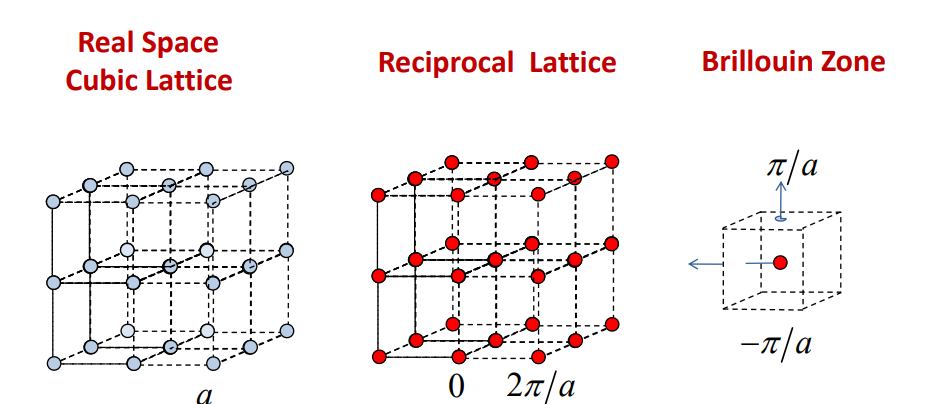 Real Space
Cubic Lattice
Reciprocal Lattice
Brillouin Zone
π/a
−π/a
a
0
2π/a